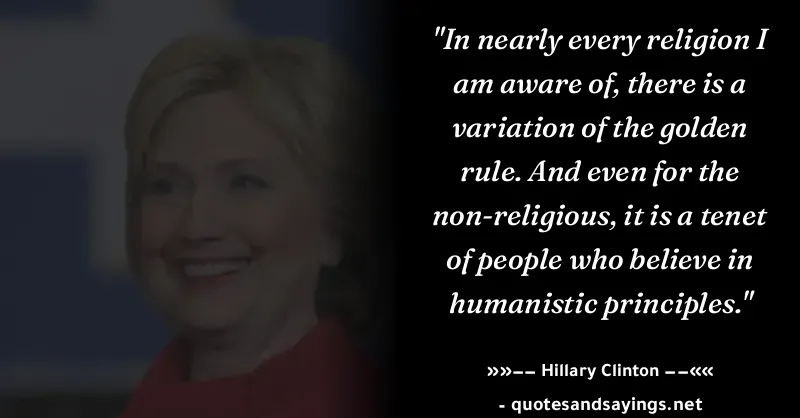 "In nearly every religion I
am aware of, there is a
variation of the golden
rule. And even for the
non-religious, it is a tenet
of people who believe in
humanistic principles."
»»–– Hillary Clinton ––««
- quotesandsayings.net